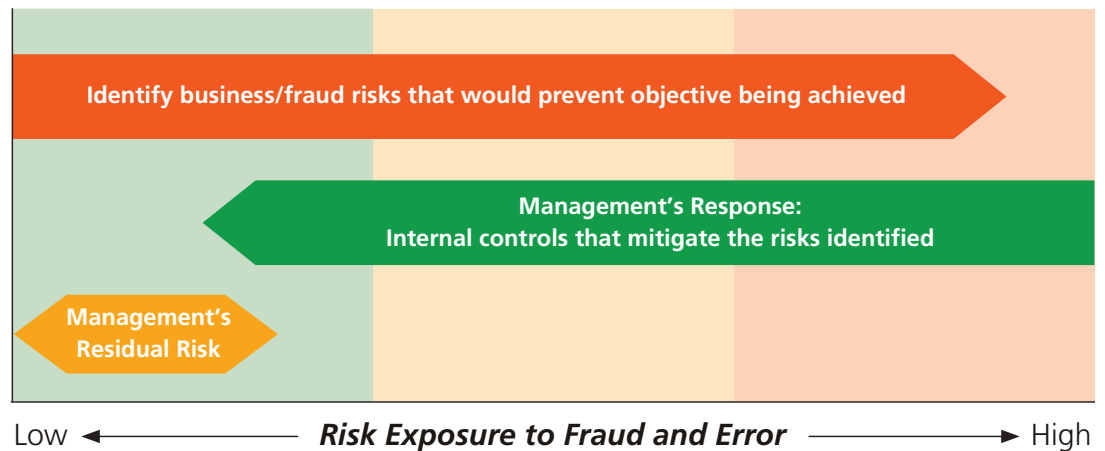 Identify business/fraud risks that would prevent objective being achieved
Management’s Response:
Internal controls that mitigate the risks identified
Management’s
Residual Risk
Low Risk Exposure to Fraud and Error High